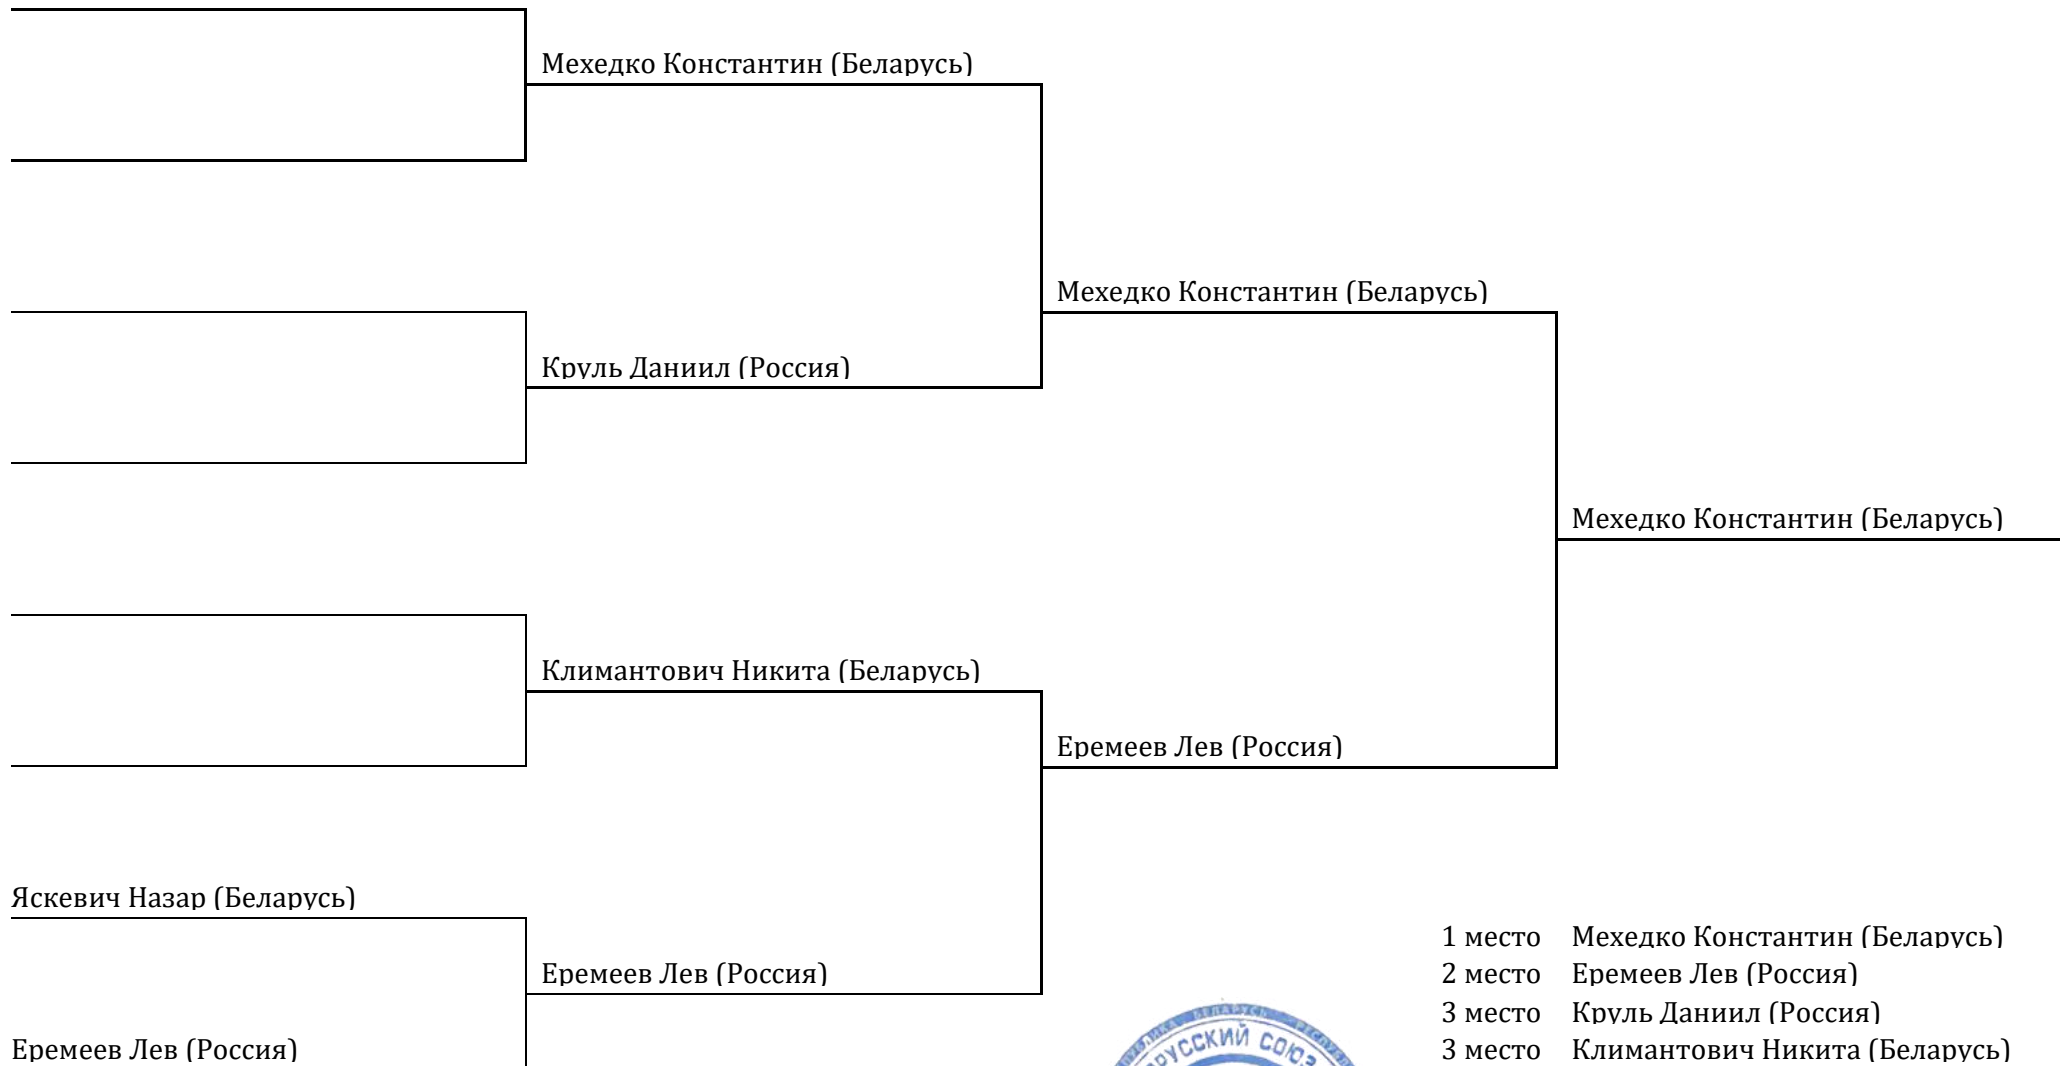 Мехедко Константин (Беларусь)
Мехедко Константин (Беларусь)
Круль Даниил (Россия)
Мехедко Константин (Беларусь)
Климантович Никита (Беларусь)
Еремеев Лев (Россия)
Яскевич Назар (Беларусь)
1 место Мехедко Константин (Беларусь)
Еремеев Лев (Россия)
2 место Еремеев Лев (Россия)
3 место Круль Даниил (Россия)
Еремеев Лев (Россия)
3 место Климантович Никита (Беларусь)
БЕЛАРУСЬ
СОЮЗ